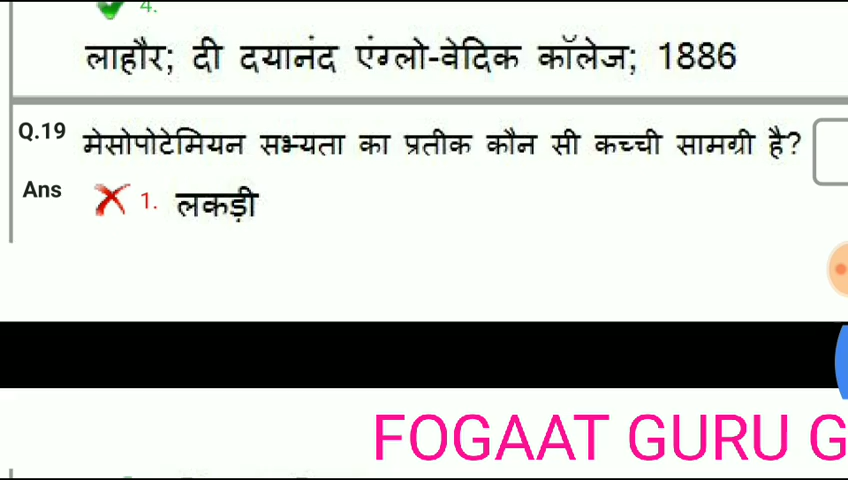 4.
लाहौर; दी दयानंद एंग्लो-वेदिक कॉलेज; 1886
Q.19 मेसोपोटेमियन सभ्यता का प्रतीक कौन सी कच्ची सामग्री है?
Ans 1. लकड़ी
FOGAAT GURU G